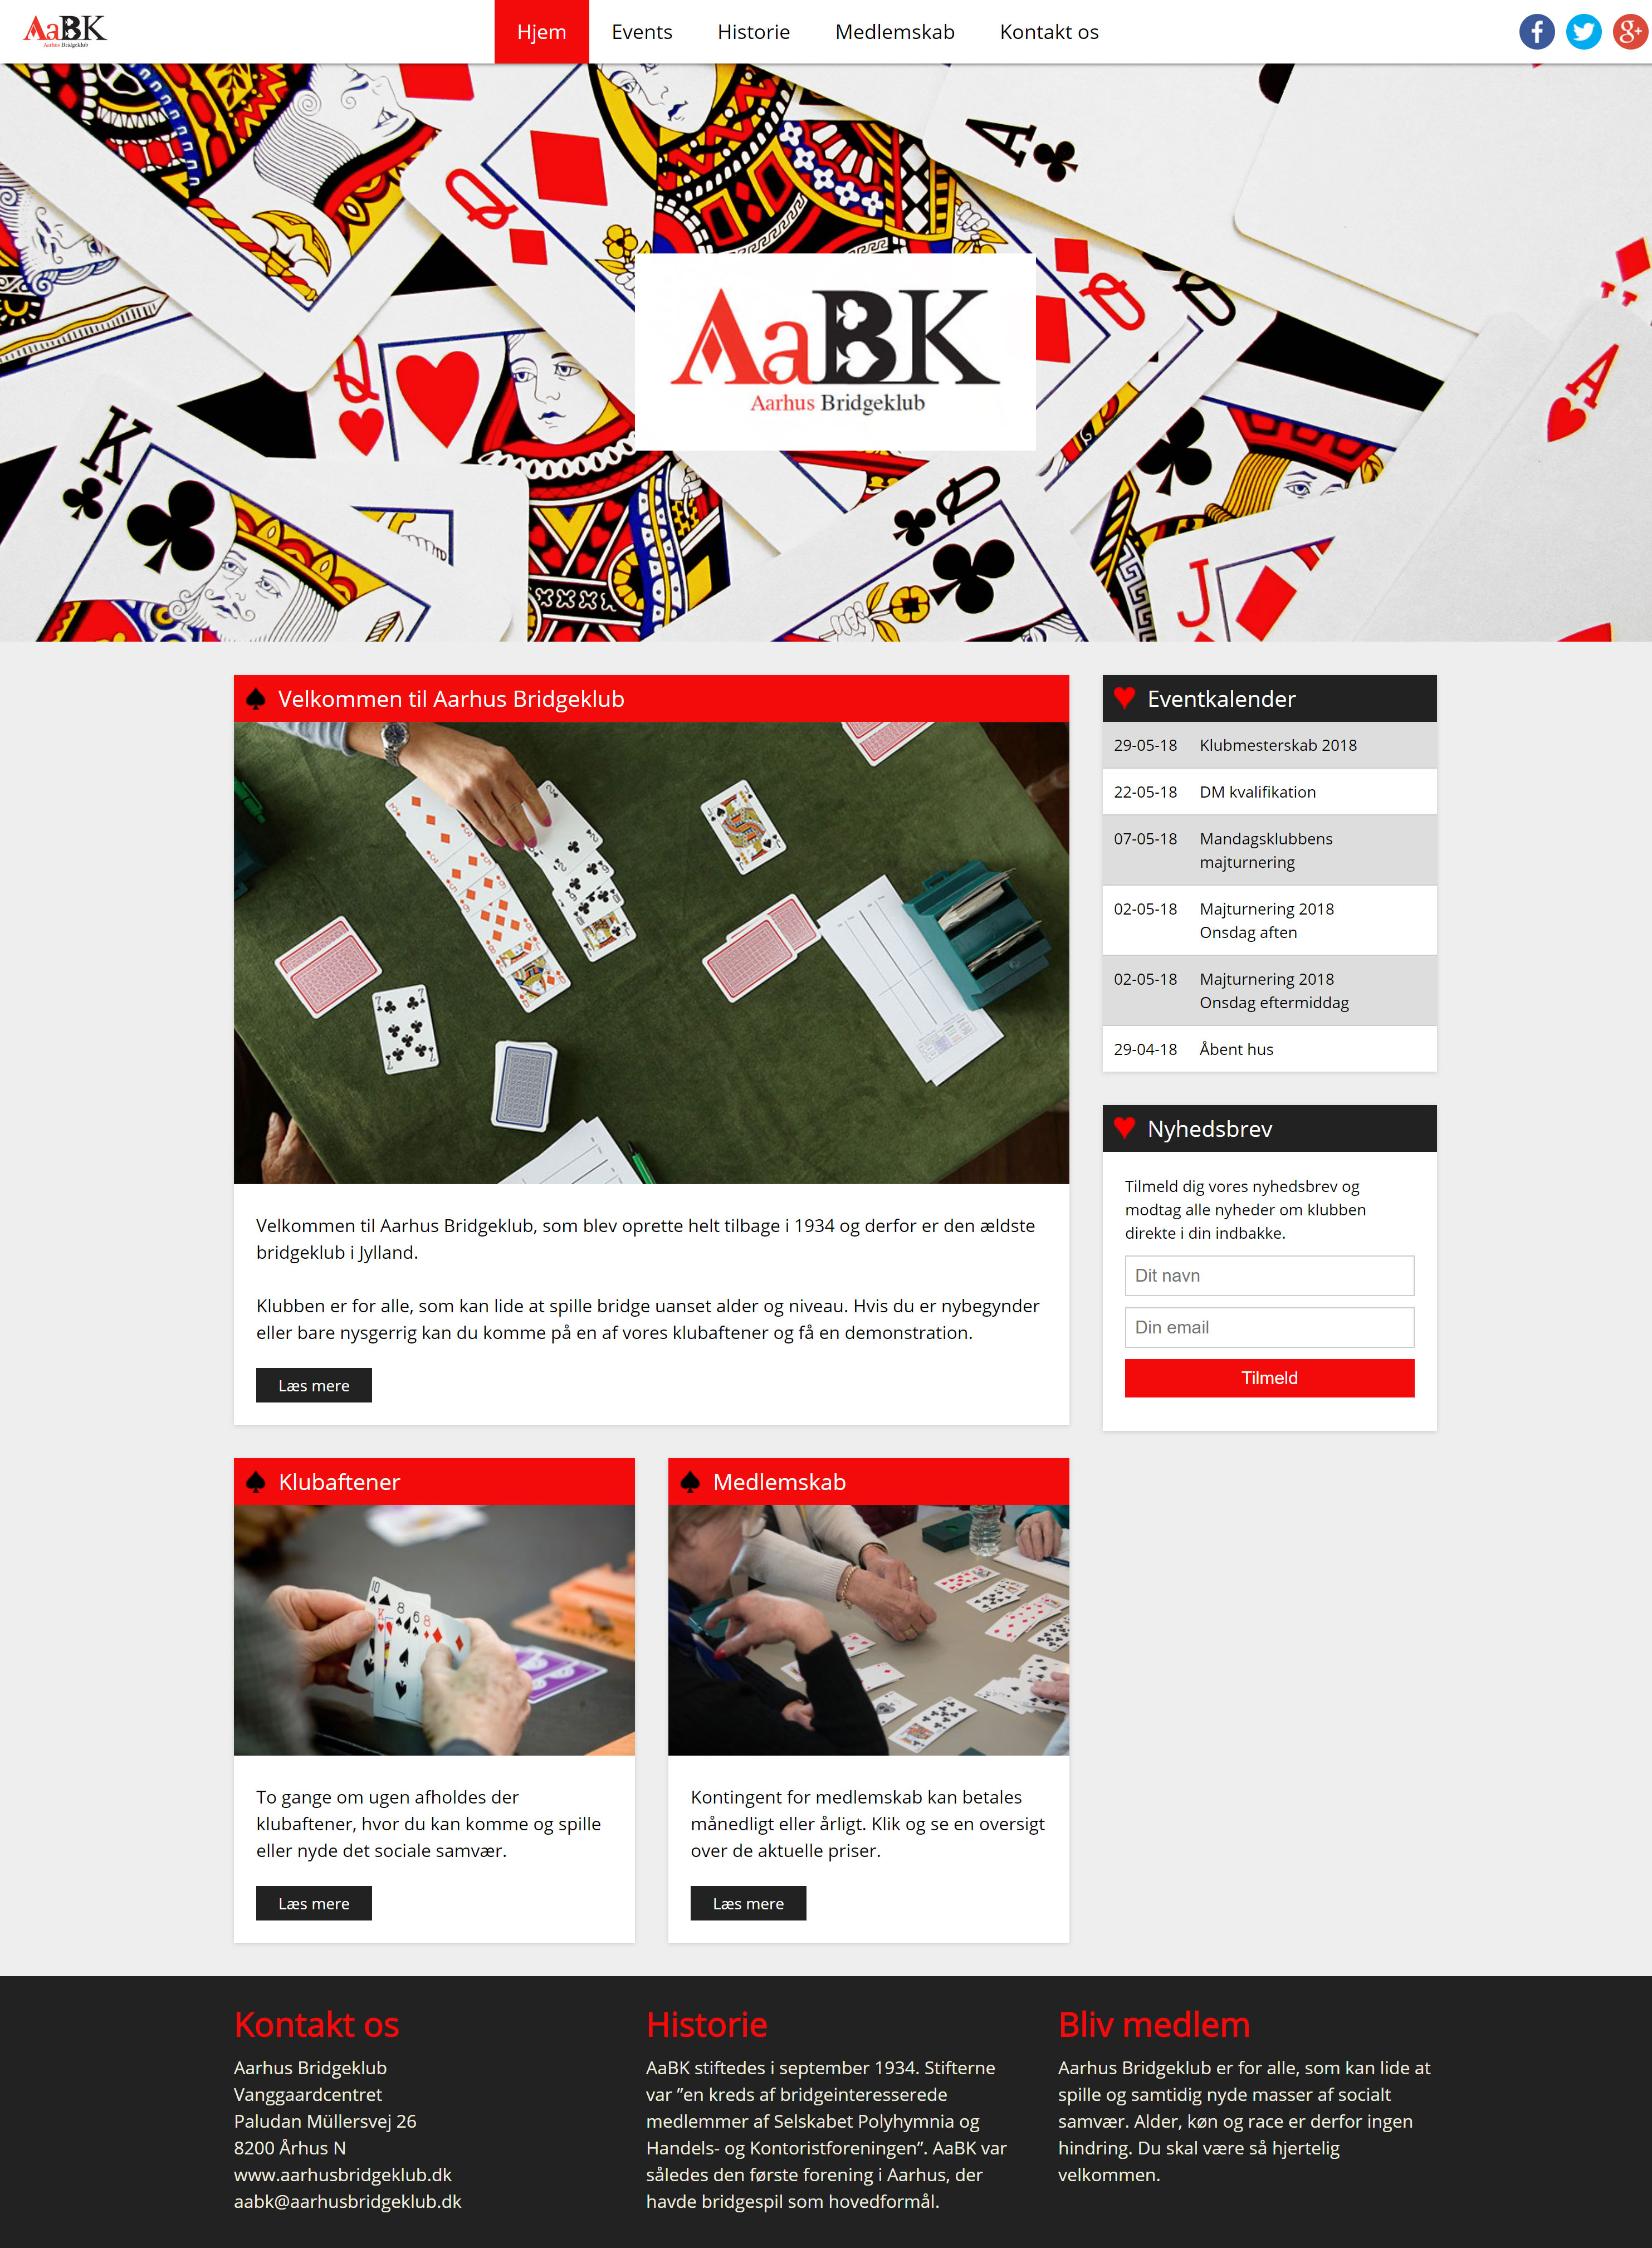 AaBK
Aarhus Bridgeklub
Hjem
Events
Historie
Medlemskab
Kontakt os
AaBK
Aarhus Bridgeklub
Velkommen til Aarhus Bridgeklub
Velkommen til Aarhus Bridgeklub, som blev oprette helt tilbage i 1934 og derfor er den ældste
bridgeklub i Jylland.
Klubben er for alle, som kan lide at spille bridge uanset alder og niveau. Hvis du er nybegynder
eller bare nysgerrig kan du komme på en af vores klubaftener og få en demonstration.
Læs mere
Eventkalender
29-05-18 Klubmesterskab 2018
22-05-18 DM kvalifikation
07-05-18 Mandagsklubbens
majturnering
02-05-18 Majturnering 2018
Onsdag aften
02-05-18 Majturnering 2018
Onsdag eftermiddag
29-04-18 Åbent hus
Nyhedsbrev
Tilmeld dig vores nyhedsbrev og
modtag alle nyheder om klubben
direkte i din indbakke.
Dit navn
Din email
Tilmeld
Klubaftener
To gange om ugen afholdes der
klubaftener, hvor du kan komme og spille
eller nyde det sociale samvær.
Læs mere
Medlemskab
Kontingent for medlemskab kan betales
månedligt eller årligt. Klik og se en oversigt
over de aktuelle priser.
Læs mere
Kontakt os
Aarhus Bridgeklub
Vanggaardcentret
Paludan Müllersvej 26
8200 Århus N
www.aarhusbridgeklub.dk
aabk@aarhusbridgeklub.dk
Historie
AaBK stiftedes i september 1934. Stifterne
var ”en kreds af bridgeinteresserede
medlemmer af Selskabet Polyhymnia og
Handels- og Kontoristforeningen”. AaBK var
således den første forening i Aarhus, der
havde bridgespil som hovedformål.
Bliv medlem
Aarhus Bridgeklub er for alle, som kan lide at
spille og samtidig nyde masser af socialt
samvær. Alder, køn og race er derfor ingen
hindring. Du skal være så hjertelig
velkommen.